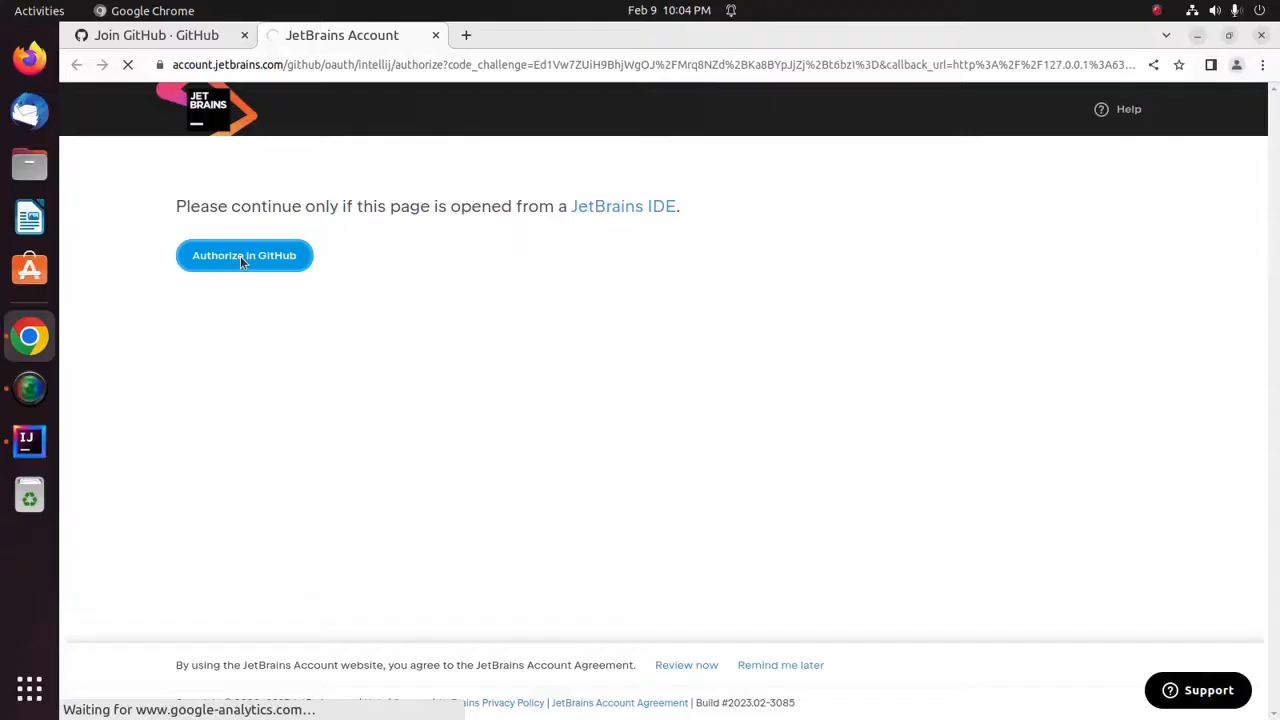 Activities
Google Chrome
Feb 9 10:04 PM
Join GitHub · GitHub
JetBrains Account
account.jetbrains.com/github/oauth/intellij/authorize?code_challenge=Ed1Vw7ZUiH9BhjWgOJ%2FMrq8NZd%2BKa8BYpJjZj%2Bt6bzI%3D&callback_url=http%3A%2F%2F127.0.0.1%3A63...
JET
BRAINS
Help
Please continue only if this page is opened from a JetBrains IDE.
Authorize in GitHub
IJ
By using the JetBrains Account website, you agree to the JetBrains Account Agreement. Review now Remind me later
Privacy Policy | JetBrains Account Agreement | Build #2023.02-3085
Support
Waiting for www.google-analytics.com...